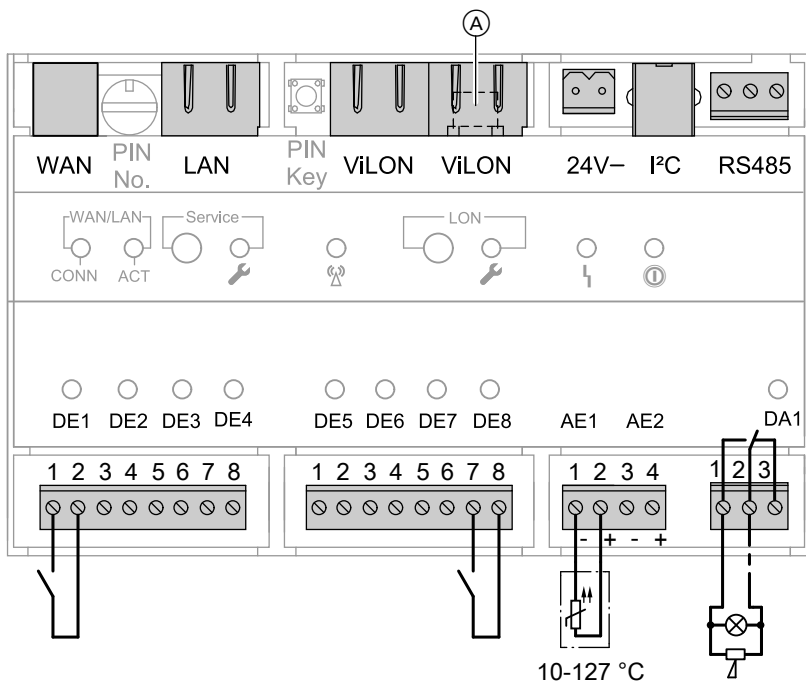 A
WAN PIN No. LAN PIN Key ViLON ViLON 24V– I²C RS485
WAN/LAN Service LON
CONN ACT
DE1 DE2 DE3 DE4 DE5 DE6 DE7 DE8 AE1 AE2 DA1
1 2 3 4 5 6 7 8 1 2 3 4 5 6 7 8 1 2 3 4 1 2 3
- + - +
10-127 °C